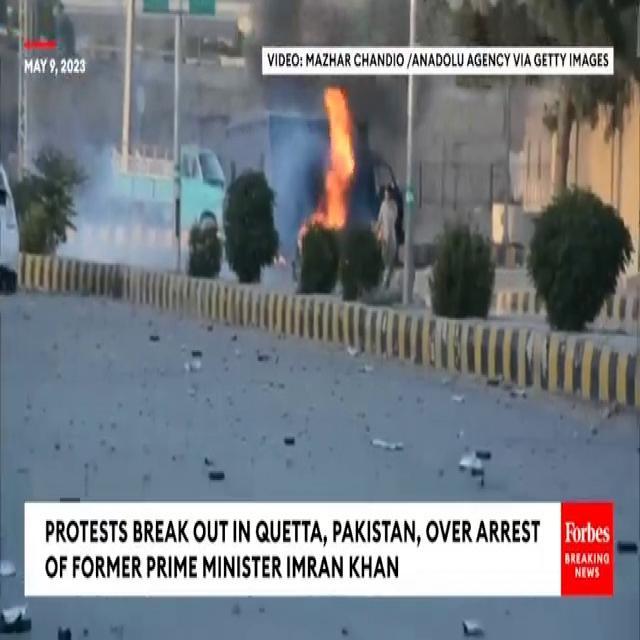 MAY 9, 2023
VIDEO: MAZHAR CHANDIO /ANADOLU AGENCY VIA GETTY IMAGES
PROTESTS BREAK OUT IN QUETTA, PAKISTAN, OVER ARREST
OF FORMER PRIME MINISTER IMRAN KHAN
Forbes
BREAKING
NEWS